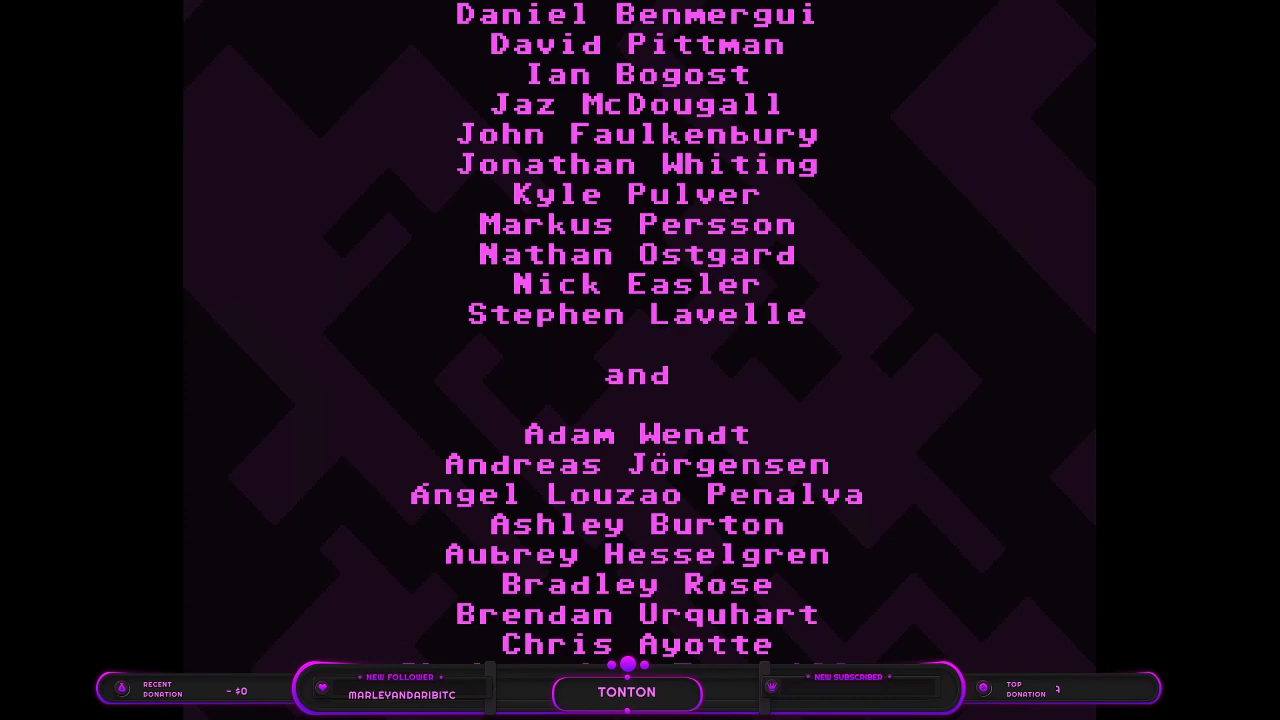 Daniel Benmergui
David Pittman
Ian Bogost
Jaz McDougall
John Faulkenbury
Jonathan Whiting
Kyle Pulver
Markus Persson
Nathan Ostgard
Nick Easler
Stephen Lavelle
and
Adam Wendt
Andreas Jörgensen
Ángel Louzao Penalva
Ashley Burton
Aubrey Hesselgren
Bradley Rose
Brendan Urquhart
Chris Ayotte
RECENT DONATION
- $0
NEW FOLLOWER
MARLEYANDARIBITC
TONTON
NEW SUBSCRIBER
TOP DONATION